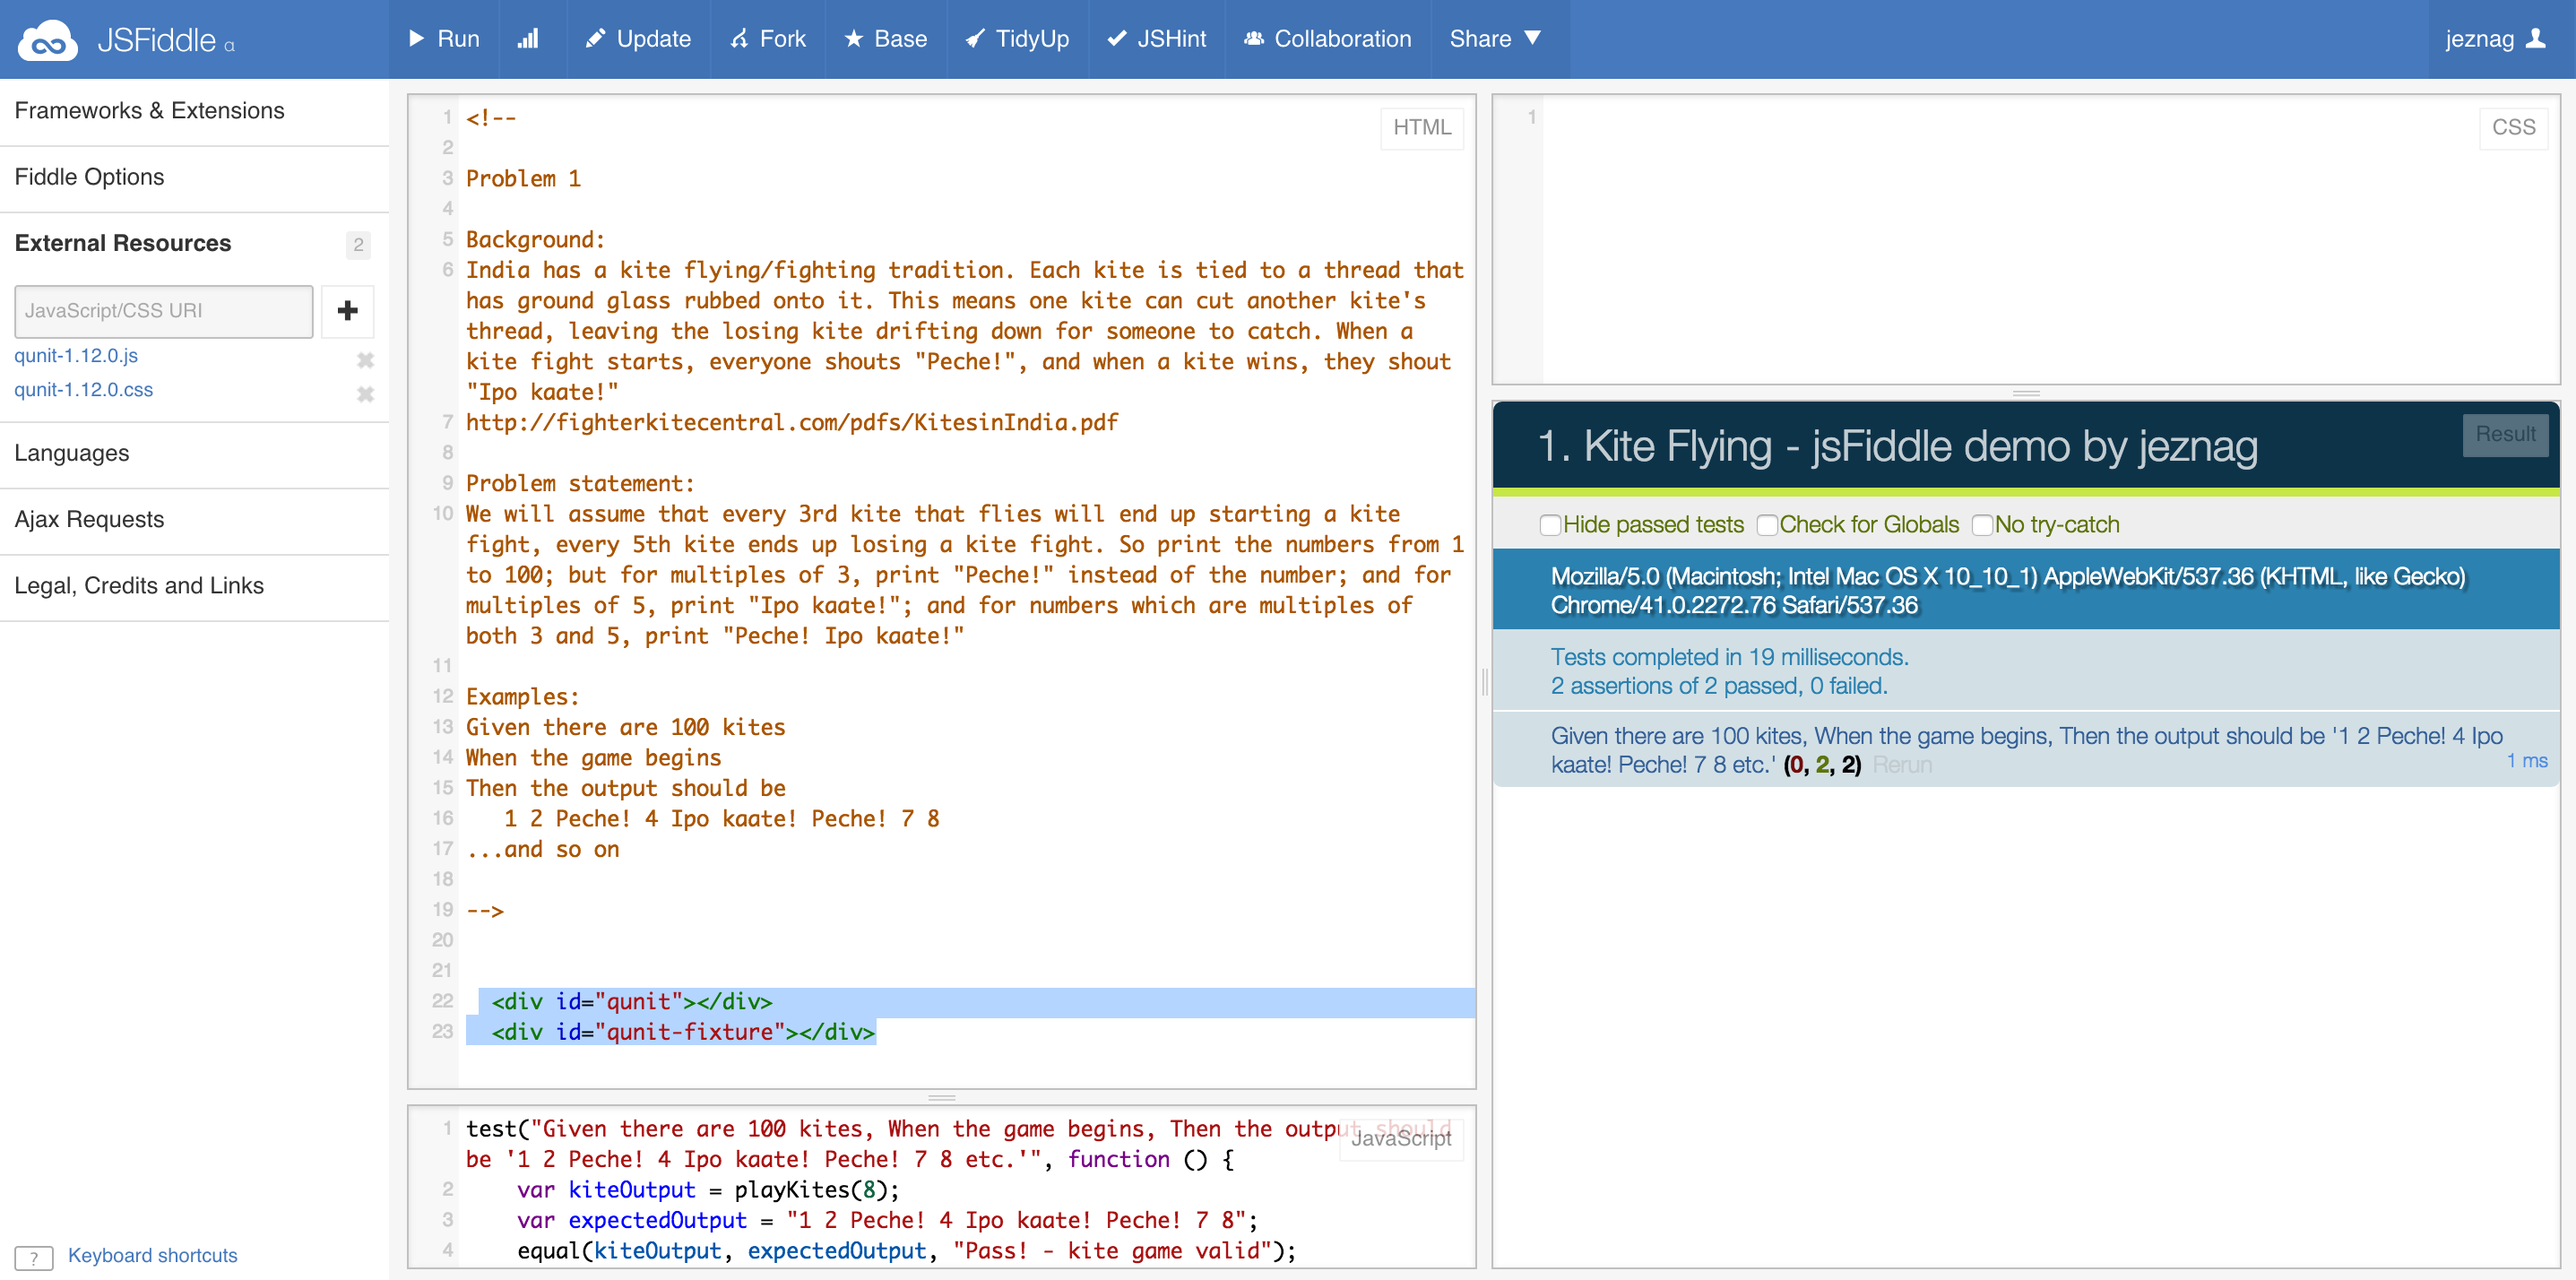 JSFiddle α
Run
Update
Fork
Base
TidyUp
JSHint
Collaboration
Share ▼
jeznag
Frameworks & Extensions
Fiddle Options
External Resources 2
JavaScript/CSS URI
qunit-1.12.0.js
qunit-1.12.0.css
Languages
Ajax Requests
Legal, Credits and Links
? Keyboard shortcuts
HTML
1 <!--
2
3 Problem 1
4
5 Background:
6 India has a kite flying/fighting tradition. Each kite is tied to a thread that
has ground glass rubbed onto it. This means one kite can cut another kite's
thread, leaving the losing kite drifting down for someone to catch. When a
kite fight starts, everyone shouts "Peche!", and when a kite wins, they shout
"Ipo kaate!"
7 http://fighterkitecentral.com/pdfs/KitesinIndia.pdf
8
9 Problem statement:
10 We will assume that every 3rd kite that flies will end up starting a kite
fight, every 5th kite ends up losing a kite fight. So print the numbers from 1
to 100; but for multiples of 3, print "Peche!" instead of the number; and for
multiples of 5, print "Ipo kaate!"; and for numbers which are multiples of
both 3 and 5, print "Peche! Ipo kaate!"
11
12 Examples:
13 Given there are 100 kites
14 When the game begins
15 Then the output should be
16 1 2 Peche! 4 Ipo kaate! Peche! 7 8
17 ...and so on
18
19 -->
20
21
22 <div id="qunit"></div>
23 <div id="qunit-fixture"></div>
JavaScript
1 test("Given there are 100 kites, When the game begins, Then the output should
be '1 2 Peche! 4 Ipo kaate! Peche! 7 8 etc.'", function () {
2 var kiteOutput = playKites(8);
3 var expectedOutput = "1 2 Peche! 4 Ipo kaate! Peche! 7 8";
4 equal(kiteOutput, expectedOutput, "Pass! - kite game valid");
1
CSS
1. Kite Flying - jsFiddle demo by jeznag
Result
Hide passed tests Check for Globals No try-catch
Mozilla/5.0 (Macintosh; Intel Mac OS X 10_10_1) AppleWebKit/537.36 (KHTML, like Gecko)
Chrome/41.0.2272.76 Safari/537.36
Tests completed in 19 milliseconds.
2 assertions of 2 passed, 0 failed.
Given there are 100 kites, When the game begins, Then the output should be '1 2 Peche! 4 Ipo
kaate! Peche! 7 8 etc.' (0, 2, 2) Rerun
1 ms